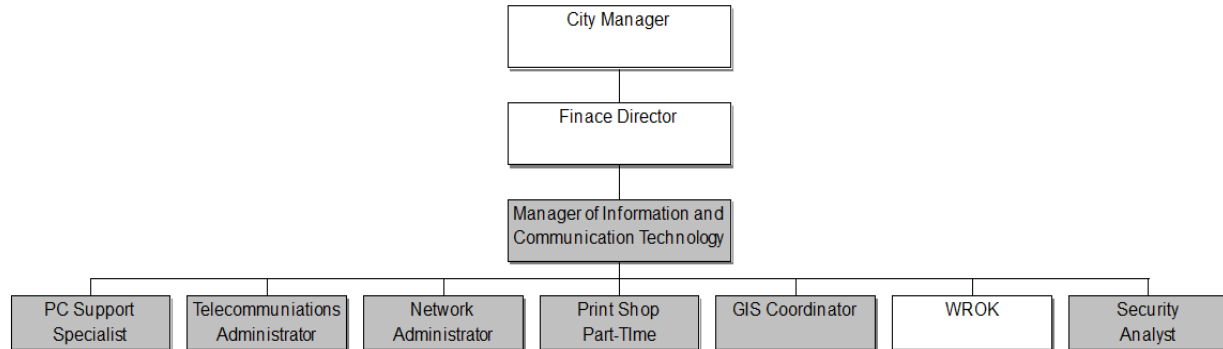 City Manager
Finace Director
Manager of Information and
Communication Technology
PC Support
Specialist
Telecommuniations
Administrator
Network
Administrator
Print Shop
Part-TIme
GIS Coordinator
WROK
Security
Analyst